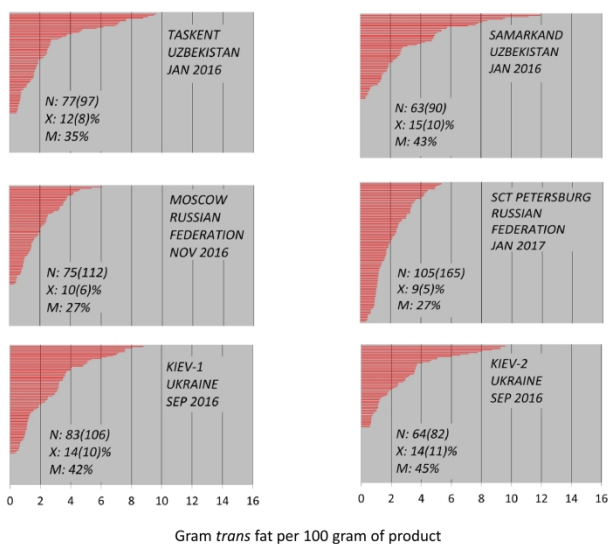 TASKENT
UZBEKISTAN
JAN 2016
N: 77(97)
X: 12(8)%
M: 35%
SAMARKAND
UZBEKISTAN
JAN 2016
N: 63(90)
X: 15(10)%
M: 43%
MOSCOW
RUSSIAN
FEDERATION
NOV 2016
N: 75(112)
X: 10(6)%
M: 27%
SCT PETERSBURG
RUSSIAN
FEDERATION
JAN 2017
N: 105(165)
X: 9(5)%
M: 27%
KIEV-1
UKRAINE
SEP 2016
N: 83(106)
X: 14(10)%
M: 42%
KIEV-2
UKRAINE
SEP 2016
N: 64(82)
X: 14(11)%
M: 45%
0 2 4 6 8 10 12 14 16
0 2 4 6 8 10 12 14 16
Gram trans fat per 100 gram of product